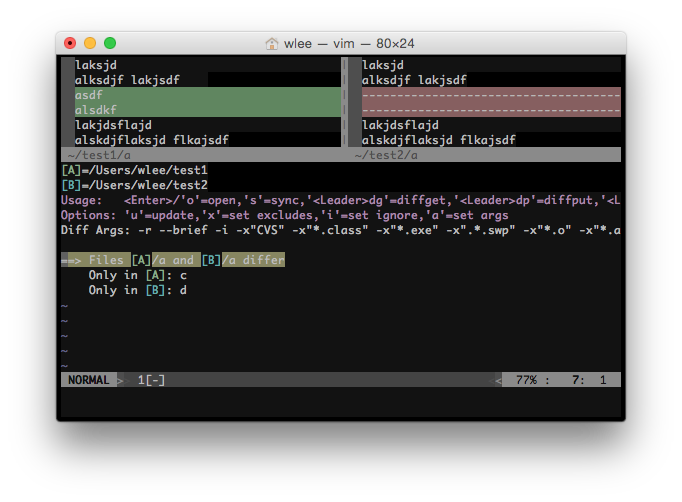 wlee — vim — 80×24
laksjd | laksjd
alksdjf lakjsdf | alksdjf lakjsdf
asdf | --------------------------------------
alsdkf | --------------------------------------
lakjdsflajd | lakjdsflajd
alskdjflaksjd flkajsdf | alskdjflaksjd flkajsdf
~/test1/a ~/test2/a
[A]=/Users/wlee/test1
[B]=/Users/wlee/test2
Usage:   <Enter>/'o'=open,'s'=sync,'<Leader>dg'=diffget,'<Leader>dp'=diffput,'<L
Options: 'u'=update,'x'=set excludes,'i'=set ignore,'a'=set args
Diff Args: -r --brief -i -x"CVS" -x"*.class" -x"*.exe" -x".*.swp" -x"*.o" -x"*.a
==> Files [A]/a and [B]/a differ
Only in [A]: c
Only in [B]: d
~
~
~
~
~
NORMAL > 1[-] < 77% : 7: 1